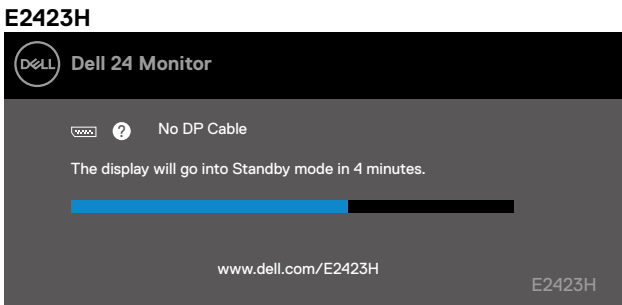 E2423H
DELL Dell 24 Monitor
? No DP Cable
The display will go into Standby mode in 4 minutes.
www.dell.com/E2423H
E2423H